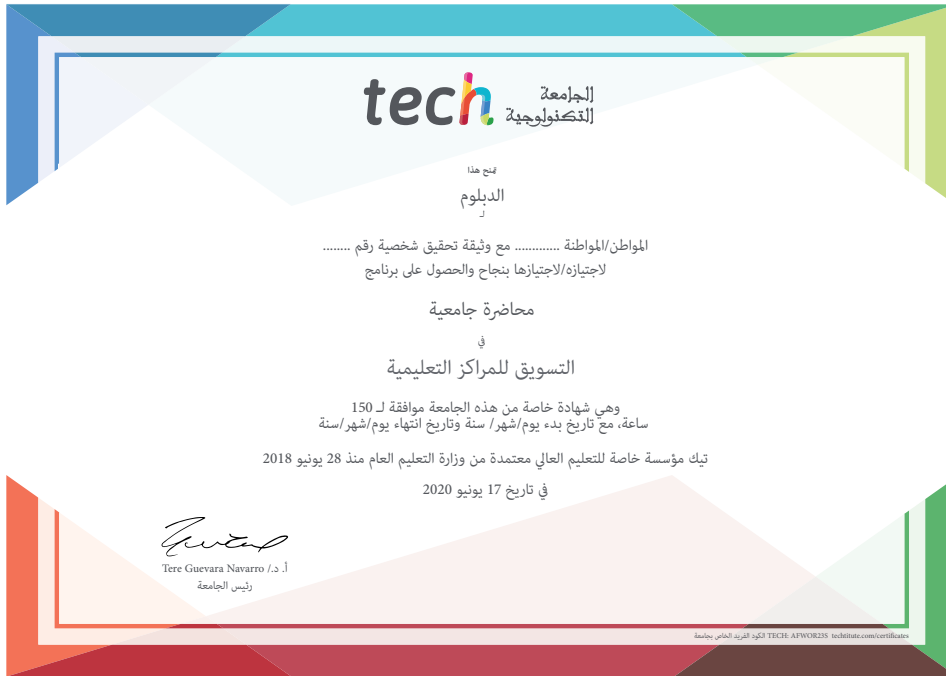 tech الجامعة
التكنولوجية
تمنح هذا
الدبلوم
لـ
المواطن/المواطنة ............ مع وثيقة تحقيق شخصية رقم ........
لاجتيازه/لاجتيازها بنجاح والحصول على برنامج
محاضرة جامعية
في
التسويق للمراكز التعليمية
وهي شهادة خاصة من هذه الجامعة موافقة لـ 150
ساعة، مع تاريخ بدء يوم/شهر/ سنة وتاريخ انتهاء يوم/شهر/سنة
تيك مؤسسة خاصة للتعليم العالي معتمدة من وزارة التعليم العام منذ 28 يونيو 2018
في تاريخ 17 يونيو 2020
أ. د./ Tere Guevara Navarro
رئيس الجامعة
الكود الفريد الخاص بجامعة TECH: AFWOR23S techtitute.com/certificates